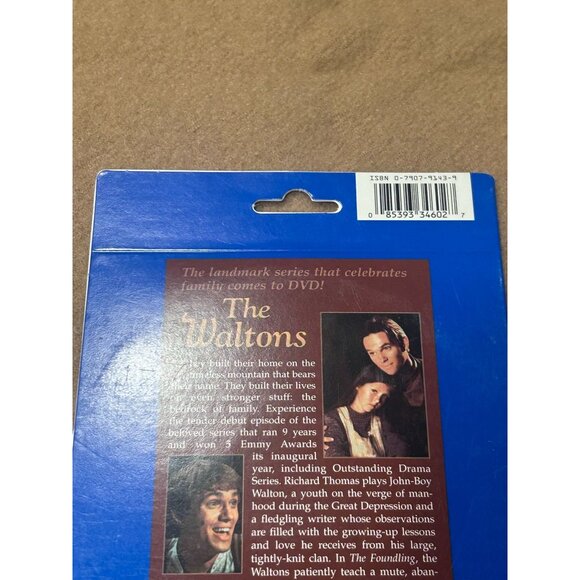 ISBN 0-7907-9143-9
0 85393 34602 7
The landmark series that celebrates
family comes to DVD!
The
Waltons
They built their home on the
timeless mountain that bears
their name. They built their lives
on even stronger stuff: the
bedrock of family. Experience
the tender debut episode of the
beloved series that ran 9 years
and won 5 Emmy Awards
its inaugural
year, including Outstanding Drama
Series. Richard Thomas plays John-Boy
Walton, a youth on the verge of man-
hood during the Great Depression and
a fledgling writer whose observations
are filled with the growing-up lessons
and love he receives from his large,
tightly-knit clan. In The Foundling, the
Waltons patiently teach a mute, aban-